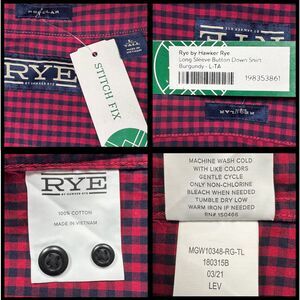 REGULAR
L
TALL
RYE
BY HAWKER RYE
STITCH FIX
RYE
Rye by Hawker Rye
Long Sleeve Button Down Shirt
Burgundy - L-TA
198353861
REGULAR
RYE
BY HAWKER RYE
100% COTTON
MADE IN VIETNAM
MACHINE WASH COLD
WITH LIKE COLORS
GENTLE CYCLE
ONLY NON-CHLORINE
BLEACH WHEN NEEDED
TUMBLE DRY LOW
WARM IRON IF NEEDED
RN# 150466
MGW10348-RG-TL
180315B
03/21
LEV